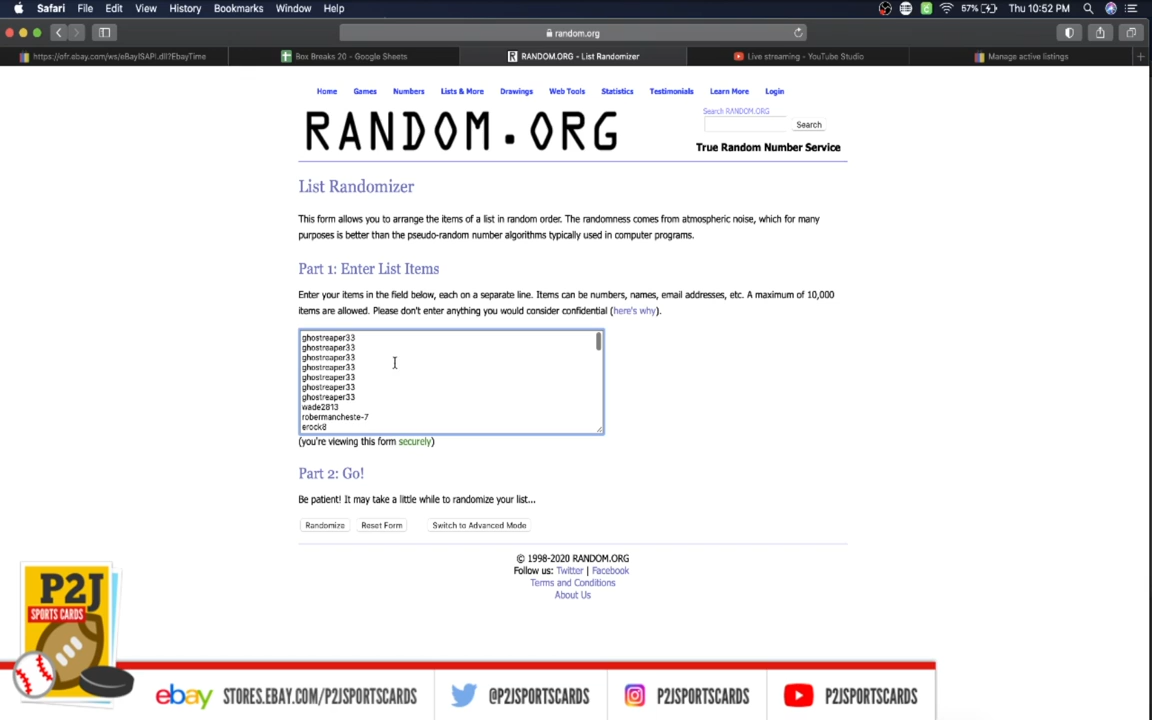 Safari File Edit View History Bookmarks Window Help 67% Thu 10:52 PM
random.org
https://ofr.ebay.com/ws/eBayISAPI.dll?EbayTime Box Breaks 20 - Google Sheets RANDOM.ORG - List Randomizer Live streaming - YouTube Studio Manage active listings
Home Games Numbers Lists & More Drawings Web Tools Statistics Testimonials Learn More Login
Search RANDOM.ORG
Search
RANDOM.ORG
True Random Number Service
List Randomizer
This form allows you to arrange the items of a list in random order. The randomness comes from atmospheric noise, which for many
purposes is better than the pseudo-random number algorithms typically used in computer programs.
Part 1: Enter List Items
Enter your items in the field below, each on a separate line. Items can be numbers, names, email addresses, etc. A maximum of 10,000
items are allowed. Please don't enter anything you would consider confidential (here's why).
ghostreaper33
ghostreaper33
ghostreaper33
ghostreaper33
ghostreaper33
ghostreaper33
ghostreaper33
wade2813
robermancheste-7
erock8
(you're viewing this form securely)
Part 2: Go!
Be patient! It may take a little while to randomize your list...
Randomize Reset Form Switch to Advanced Mode
© 1998-2020 RANDOM.ORG
Follow us: Twitter | Facebook
Terms and Conditions
About Us
P2J
SPORTS CARDS
ebay STORES.EBAY.COM/P2JSPORTSCARDS @P2JSPORTSCARDS P2JSPORTSCARDS P2JSPORTSCARDS